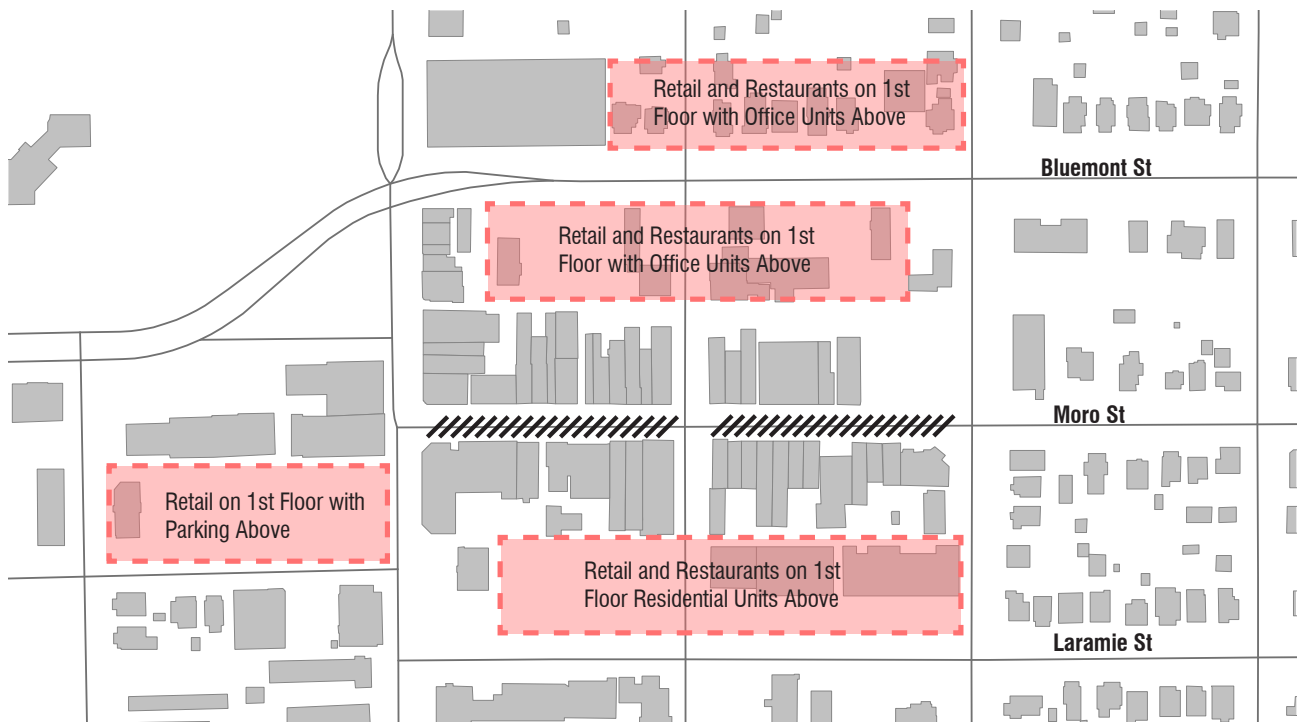 Retail and Restaurants on 1st
Floor with Office Units Above
Bluemont St
Retail and Restaurants on 1st
Floor with Office Units Above
Moro St
Retail on 1st Floor with
Parking Above
Retail and Restaurants on 1st
Floor Residential Units Above
Laramie St